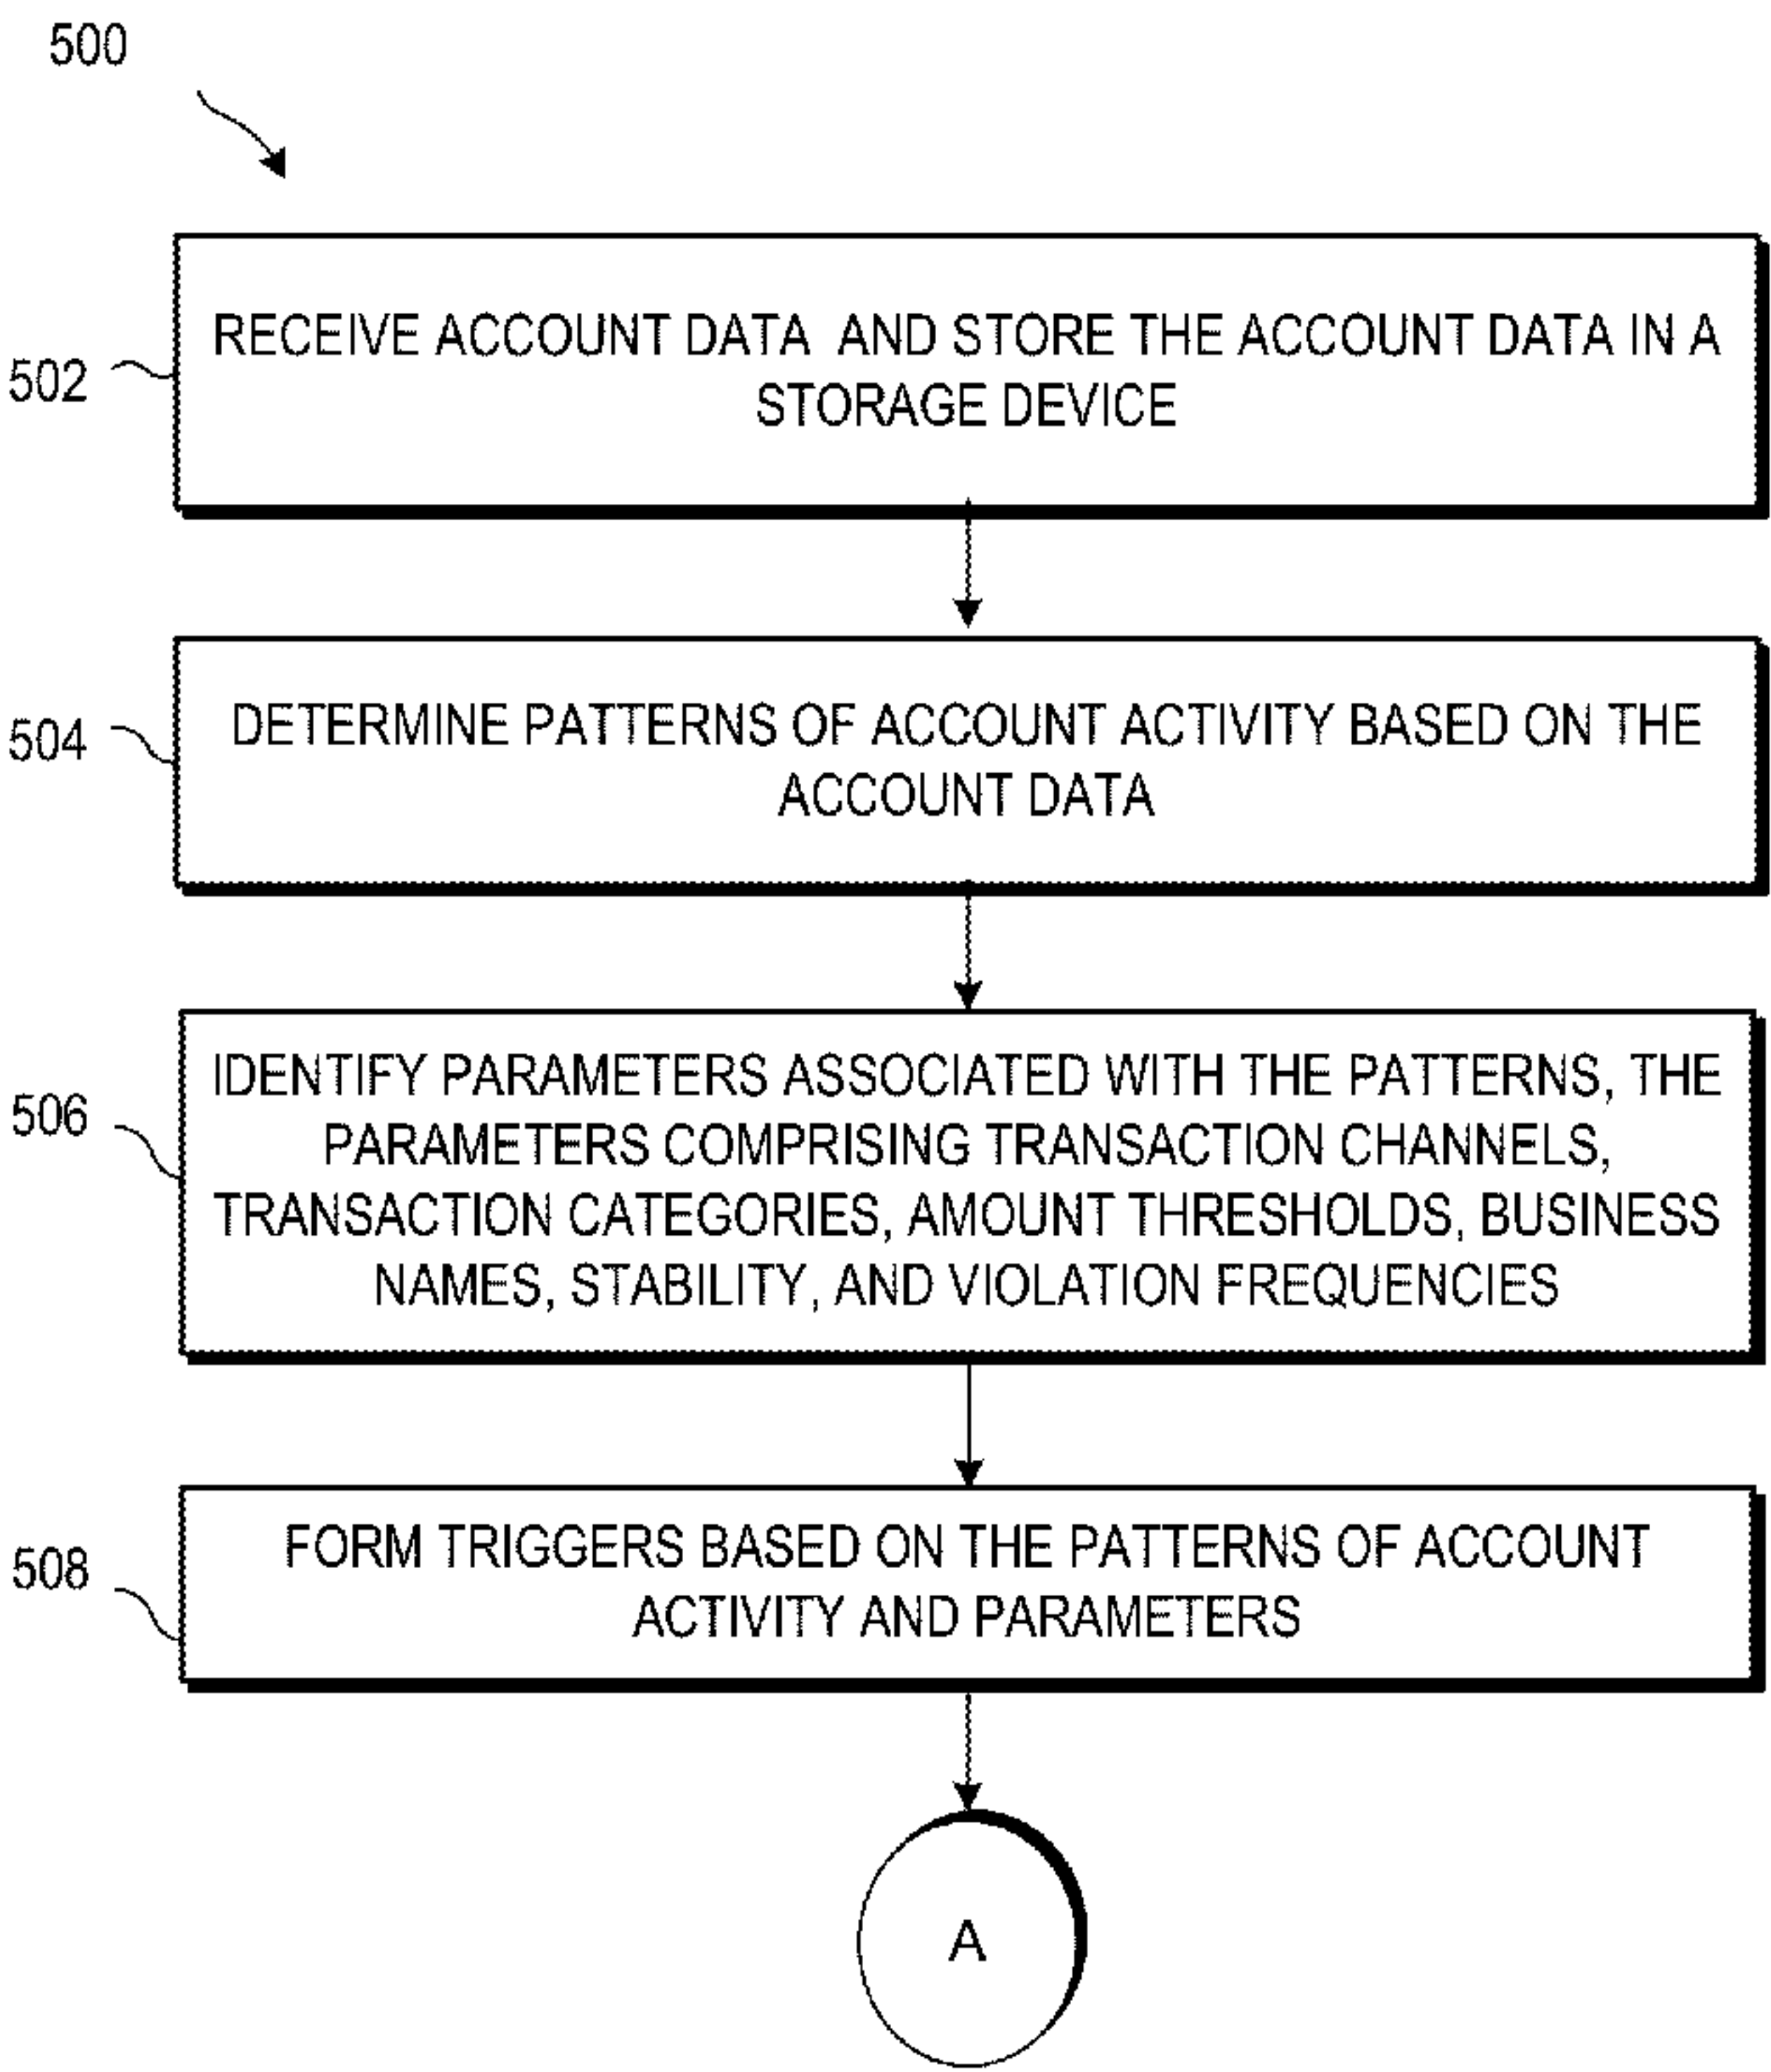 500
502
RECEIVE ACCOUNT DATA AND STORE THE ACCOUNT DATA IN A
STORAGE DEVICE
504
DETERMINE PATTERNS OF ACCOUNT ACTIVITY BASED ON THE
ACCOUNT DATA
506
IDENTIFY PARAMETERS ASSOCIATED WITH THE PATTERNS, THE
PARAMETERS COMPRISING TRANSACTION CHANNELS,
TRANSACTION CATEGORIES, AMOUNT THRESHOLDS, BUSINESS
NAMES, STABILITY, AND VIOLATION FREQUENCIES
508
FORM TRIGGERS BASED ON THE PATTERNS OF ACCOUNT
ACTIVITY AND PARAMETERS
A